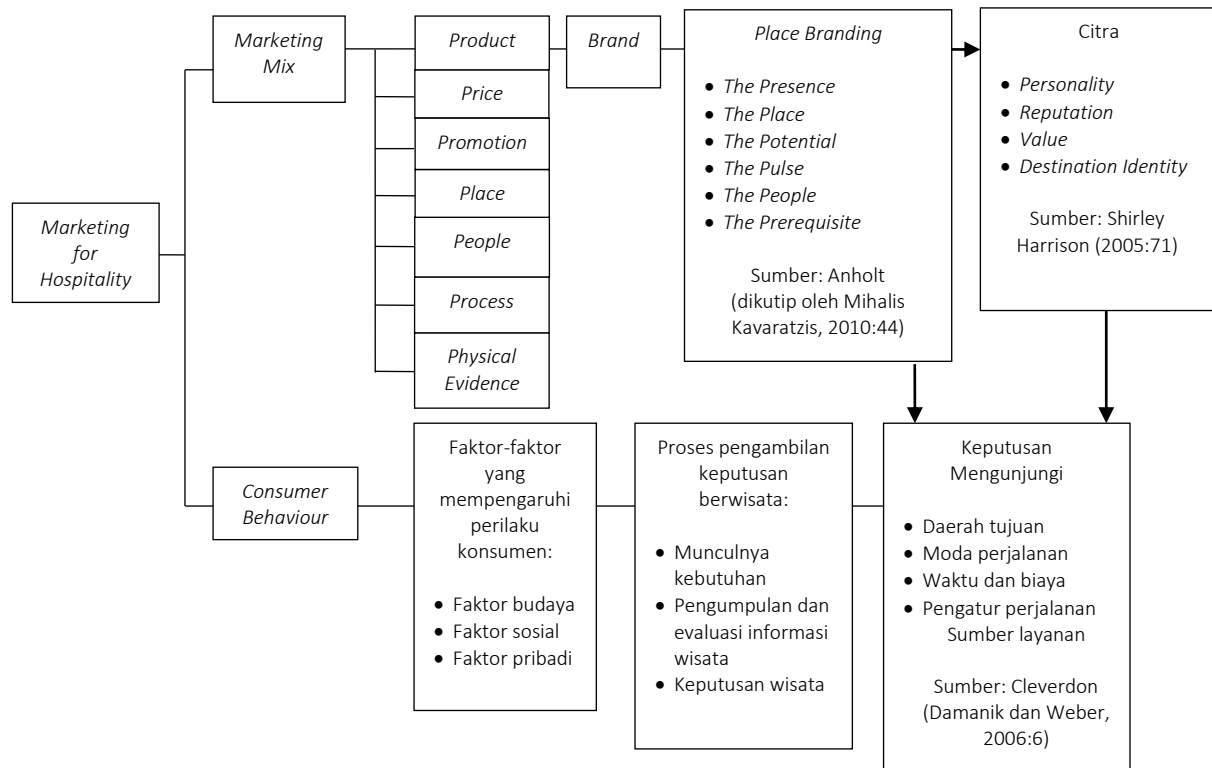 Marketing
Mix
Product
Price
Promotion
Place
People
Process
Physical
Evidence
Brand
Place Branding
• The Presence
• The Place
• The Potential
• The Pulse
• The People
• The Prerequisite
Sumber: Anholt
(dikutip oleh Mihalis
Kavaratzis, 2010:44)
Citra
• Personality
• Reputation
• Value
• Destination Identity
Sumber: Shirley
Harrison (2005:71)
Marketing
for
Hospitality
Consumer
Behaviour
Faktor-faktor
yang
mempengaruhi
perilaku
konsumen:
• Faktor budaya
• Faktor sosial
• Faktor pribadi
Proses pengambilan
keputusan
berwisata:
• Munculnya
kebutuhan
• Pengumpulan dan
evaluasi informasi
wisata
• Keputusan wisata
Keputusan
Mengunjungi
• Daerah tujuan
• Moda perjalanan
• Waktu dan biaya
• Pengatur perjalanan
Sumber layanan
Sumber: Cleverdon
(Damanik dan Weber,
2006:6)